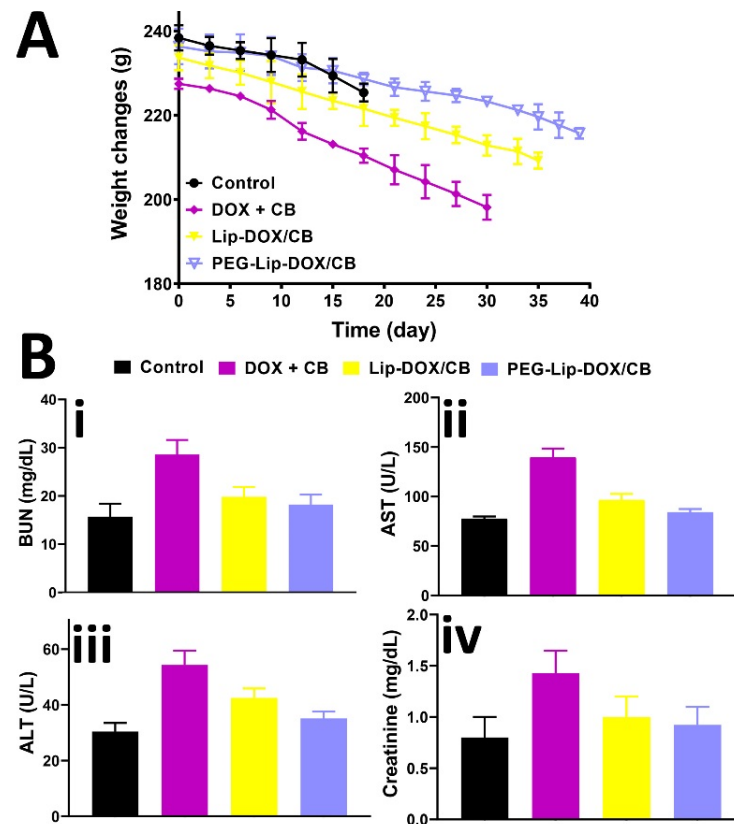 A
Weight changes (g)
240
220
200
180
Control
DOX + CB
Lip-DOX/CB
PEG-Lip-DOX/CB
0 5 10 15 20 25 30 35 40
Time (day)
B
Control DOX + CB Lip-DOX/CB PEG-Lip-DOX/CB
i
BUN (mg/dL)
40
30
20
10
0
ii
AST (U/L)
200
150
100
50
0
iii
ALT (U/L)
60
40
20
0
iv
Creatinine (mg/dL)
2.0
1.5
1.0
0.5
0.0